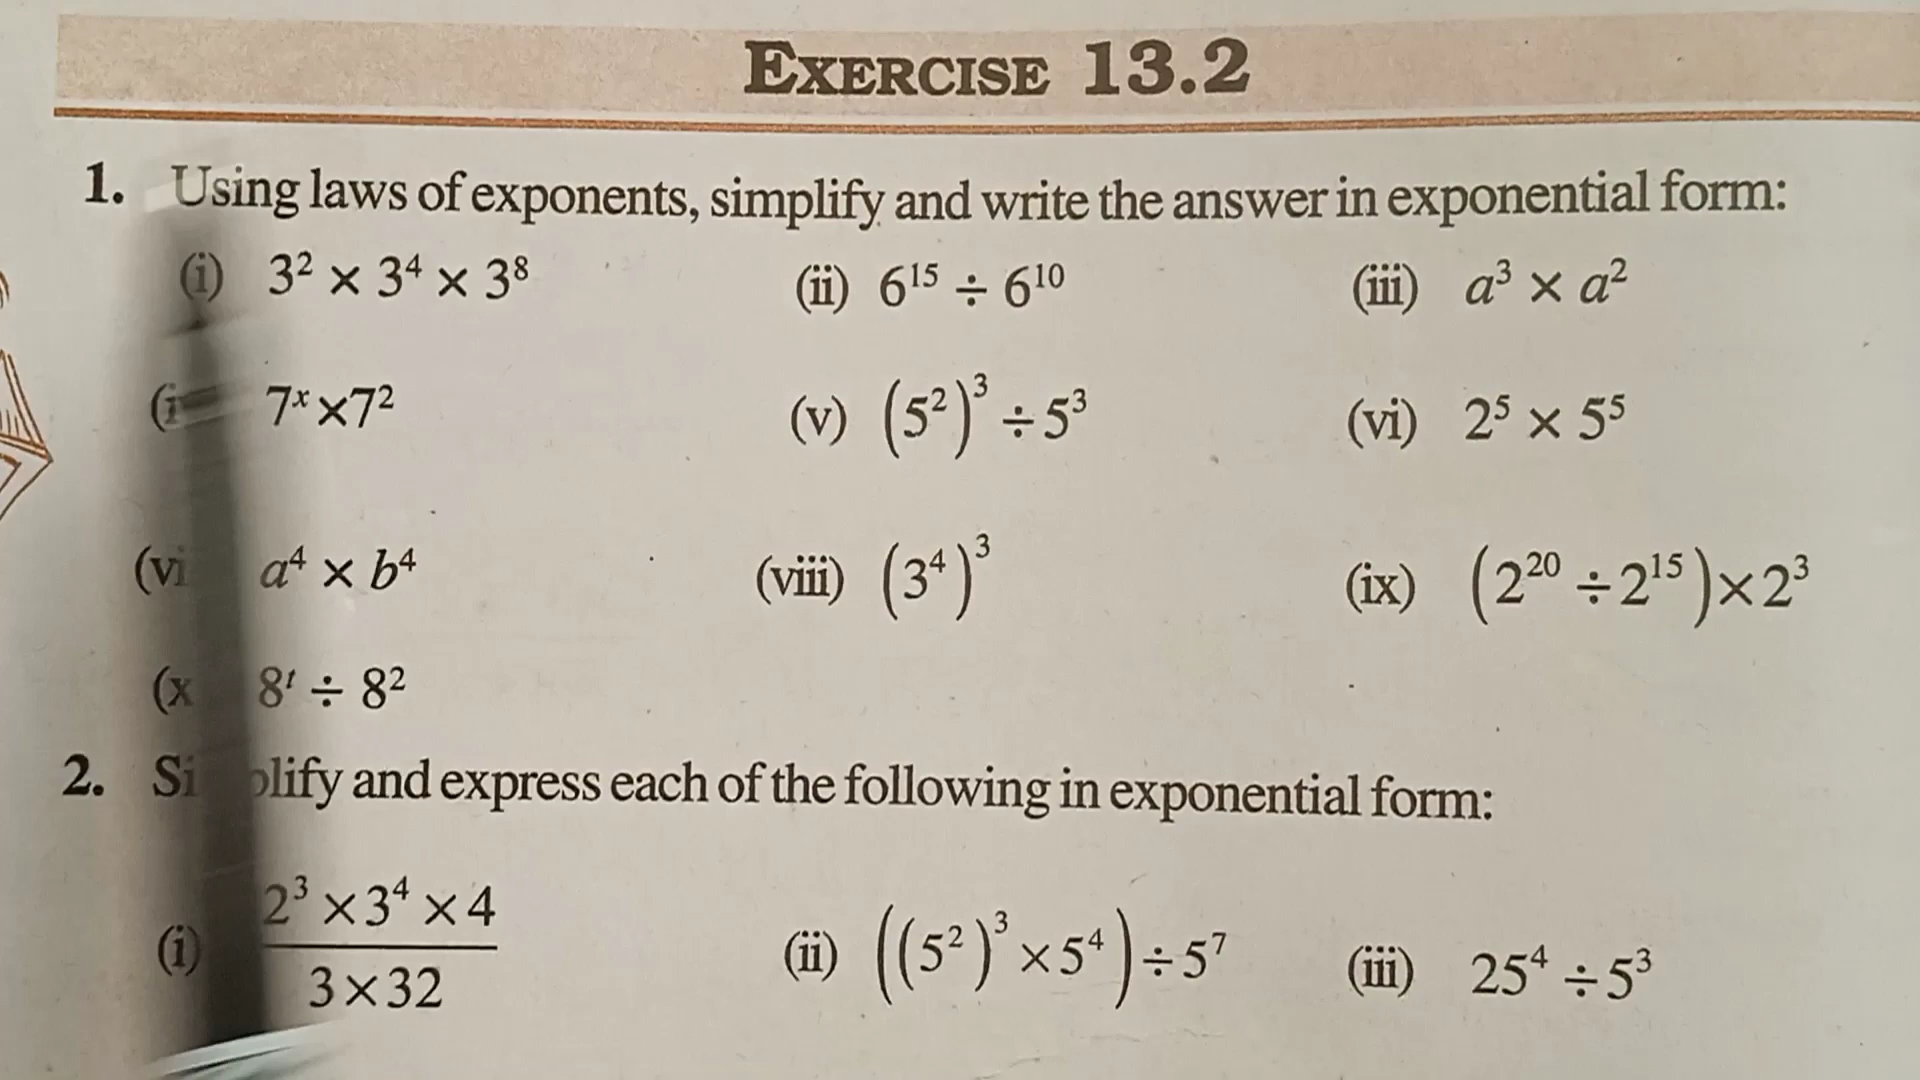 EXERCISE 13.2
1. Using laws of exponents, simplify and write the answer in exponential form:
(i) 3² × 3⁴ × 3⁸ (ii) 6¹⁵ ÷ 6¹⁰ (iii) a³ × a²
7ˣ × 7² (v) (5²)³ ÷ 5³ (vi) 2⁵ × 5⁵
a⁴ × b⁴ (viii) (3⁴)³ (ix) (2²⁰ ÷ 2¹⁵) × 2³
(x 8ᵗ ÷ 8²
2. Si plify and express each of the following in exponential form:
(i) (2³ × 3⁴ × 4)/(3 × 32) (ii) ((5²)³ × 5⁴) ÷ 5⁷ (iii) 25⁴ ÷ 5³